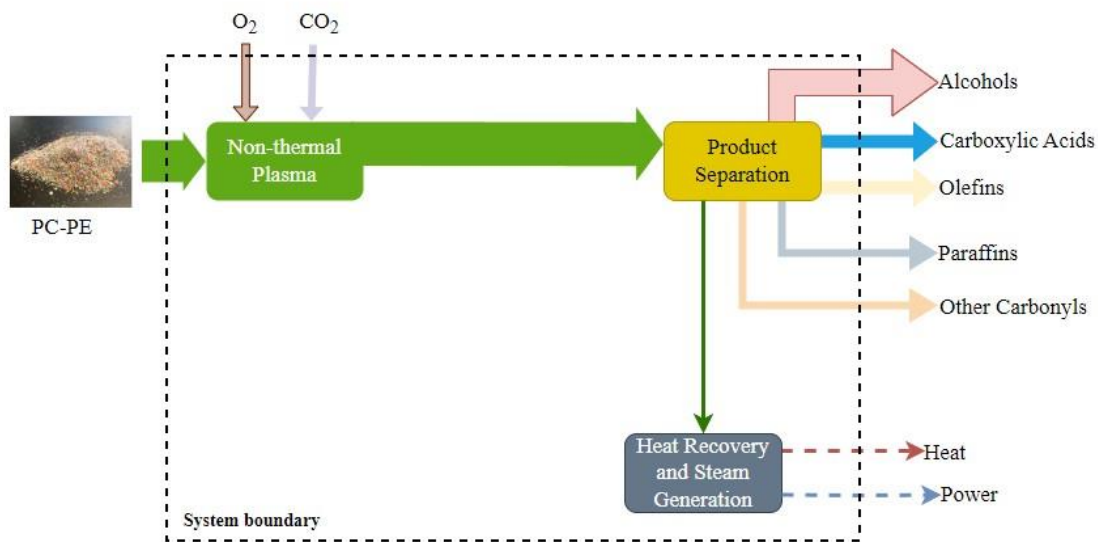 O2
CO2
Non-thermal
Plasma
PC-PE
Product
Separation
Alcohols
Carboxylic Acids
Olefins
Paraffins
Other Carbonyls
Heat Recovery
and Steam
Generation
Heat
Power
System boundary